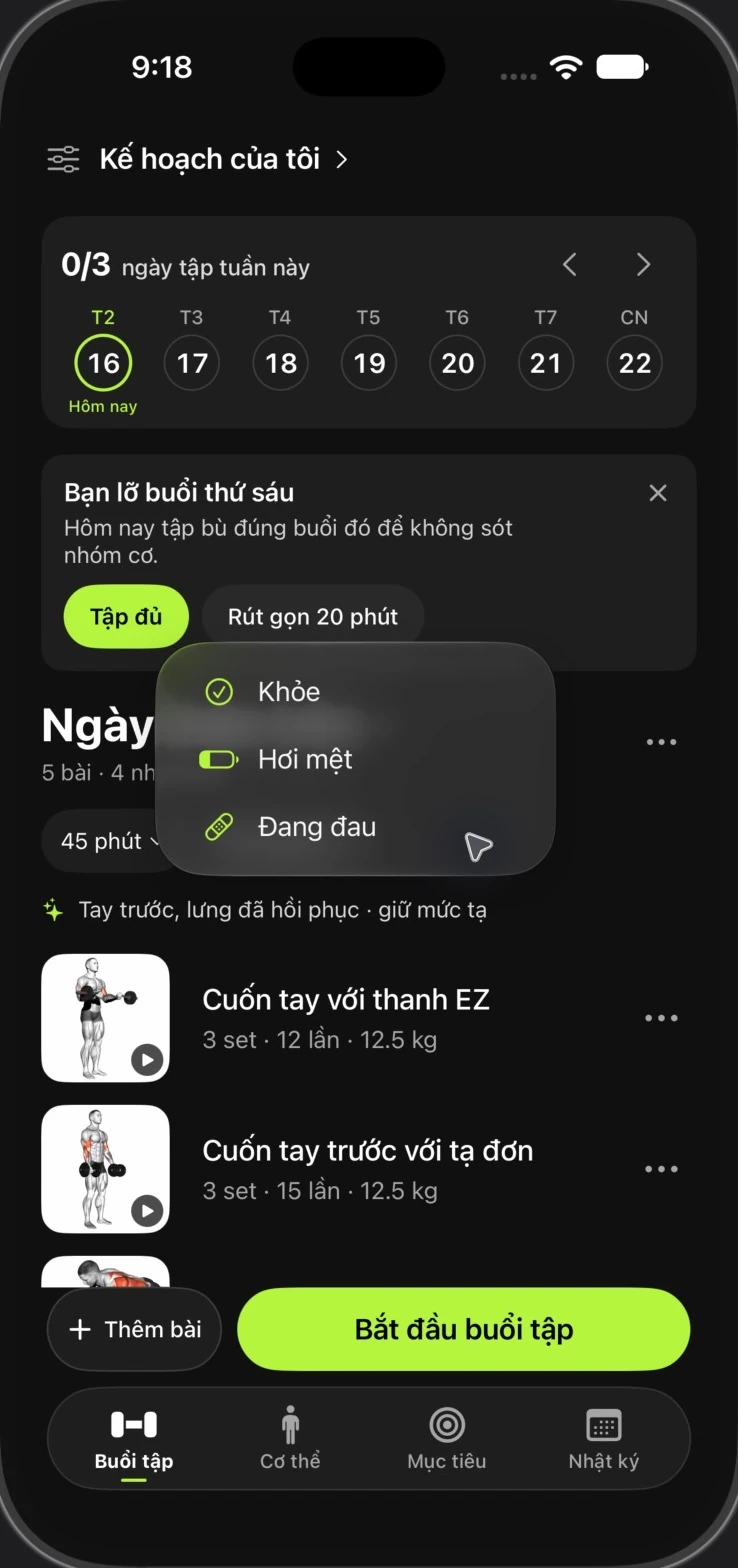 9:18
Kế hoạch của tôi
0/3 ngày tập tuần này
T2 T3 T4 T5 T6 T7 CN
16 17 18 19 20 21 22
Hôm nay
Bạn lỡ buổi thứ sáu
Hôm nay tập bù đúng buổi đó để không sót
nhóm cơ.
Tập đủ
Rút gọn 20 phút
Khỏe
Hơi mệt
Đang đau
Ngày
5 bài · 4 nh
45 phút
Tay trước, lưng đã hồi phục · giữ mức tạ
Cuốn tay với thanh EZ
3 set · 12 lần · 12.5 kg
Cuốn tay trước với tạ đơn
3 set · 15 lần · 12.5 kg
+ Thêm bài
Bắt đầu buổi tập
Buổi tập
Cơ thể
Mục tiêu
Nhật ký